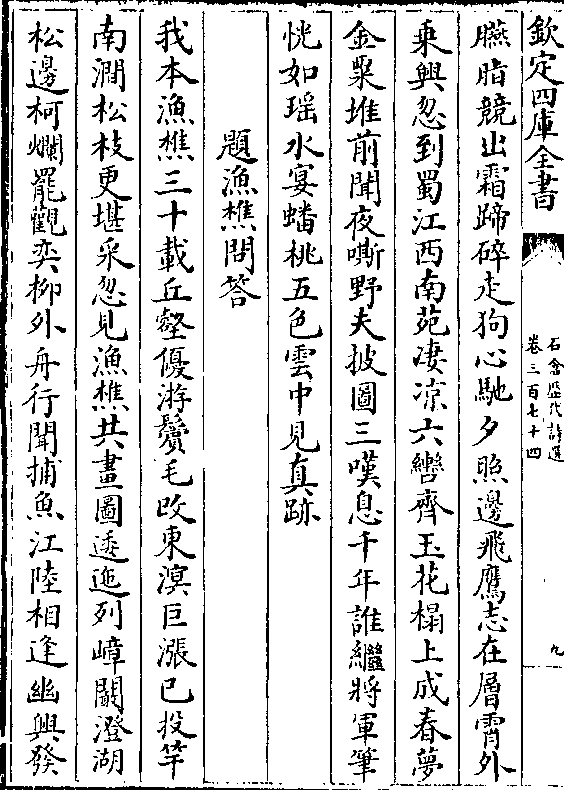 欽定四庫全書
石倉歷代詩選
卷三百七十四
九
臙脂競出霜蹄碎走狗心馳夕照邊飛鷹志在層霄外
乗興忽到蜀江西南苑凄凉六轡齊玉花榻上成春夢
金粟堆前聞夜嘶野夫披圖三嘆息千年誰繼將軍筆
恍如瑶水宴蟠桃五色雲中見真跡
題漁樵問答
我本漁樵三十載丘壑優游鬢毛改東溟巨漲已投竿
南澗松枝更堪采忽見漁樵共畫圖逶迤列嶂闢澄湖
松邊柯爛罷觀奕柳外舟行聞捕魚江陸相逢幽興發